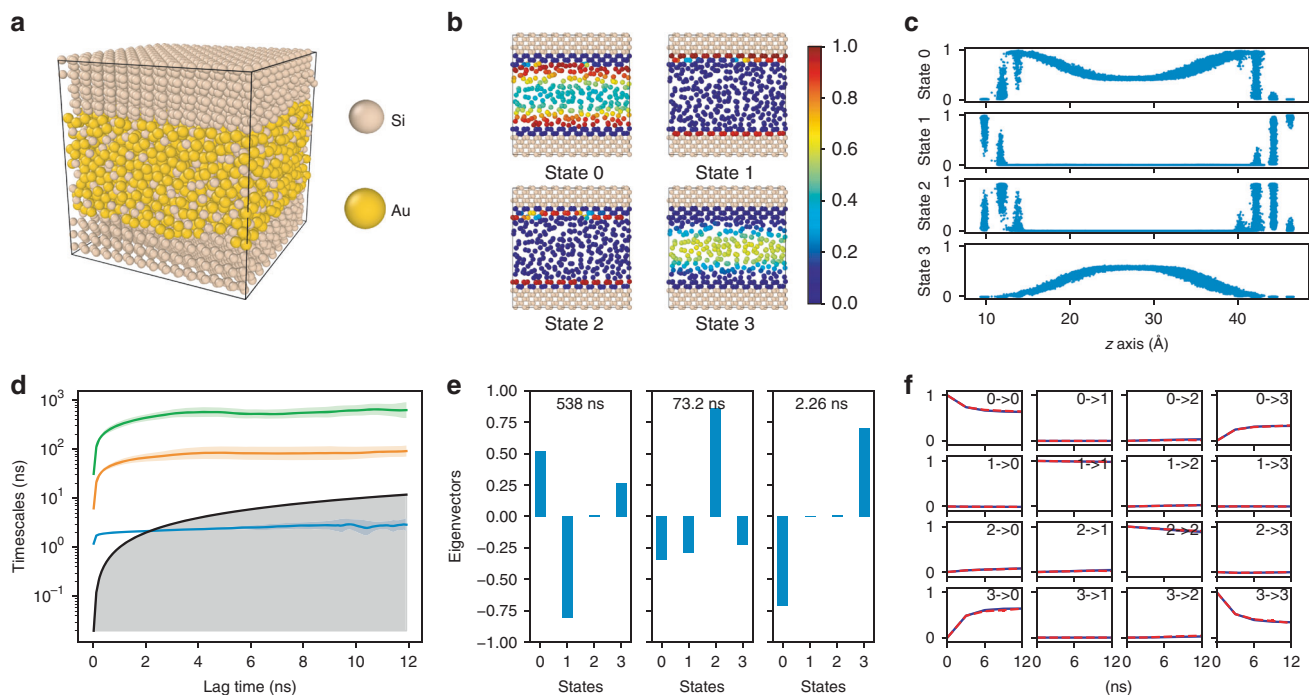 a
Si
Au
b
State 0
State 1
State 2
State 3
1.0
0.8
0.6
0.4
0.2
0.0
c
State 0
1
0
State 1
1
0
State 2
1
0
State 3
1
0
10 20 30 40
z axis (Å)
d
Timescales (ns)
10³
10²
10¹
10⁰
10⁻¹
0 2 4 6 8 10 12
Lag time (ns)
e
Eigenvectors
1.00
0.75
0.50
0.25
0.00
−0.25
−0.50
−0.75
−1.00
538 ns
73.2 ns
2.26 ns
0 1 2 3
0 1 2 3
0 1 2 3
States
States
States
f
1
0
0->0
0->1
0->2
0->3
1
0
1->0
1->1
1->2
1->3
1
0
2->0
2->1
2->2
2->3
1
0
3->0
3->1
3->2
3->3
0 6 12
0 6 12
0 6 12
0 6 12
(ns)